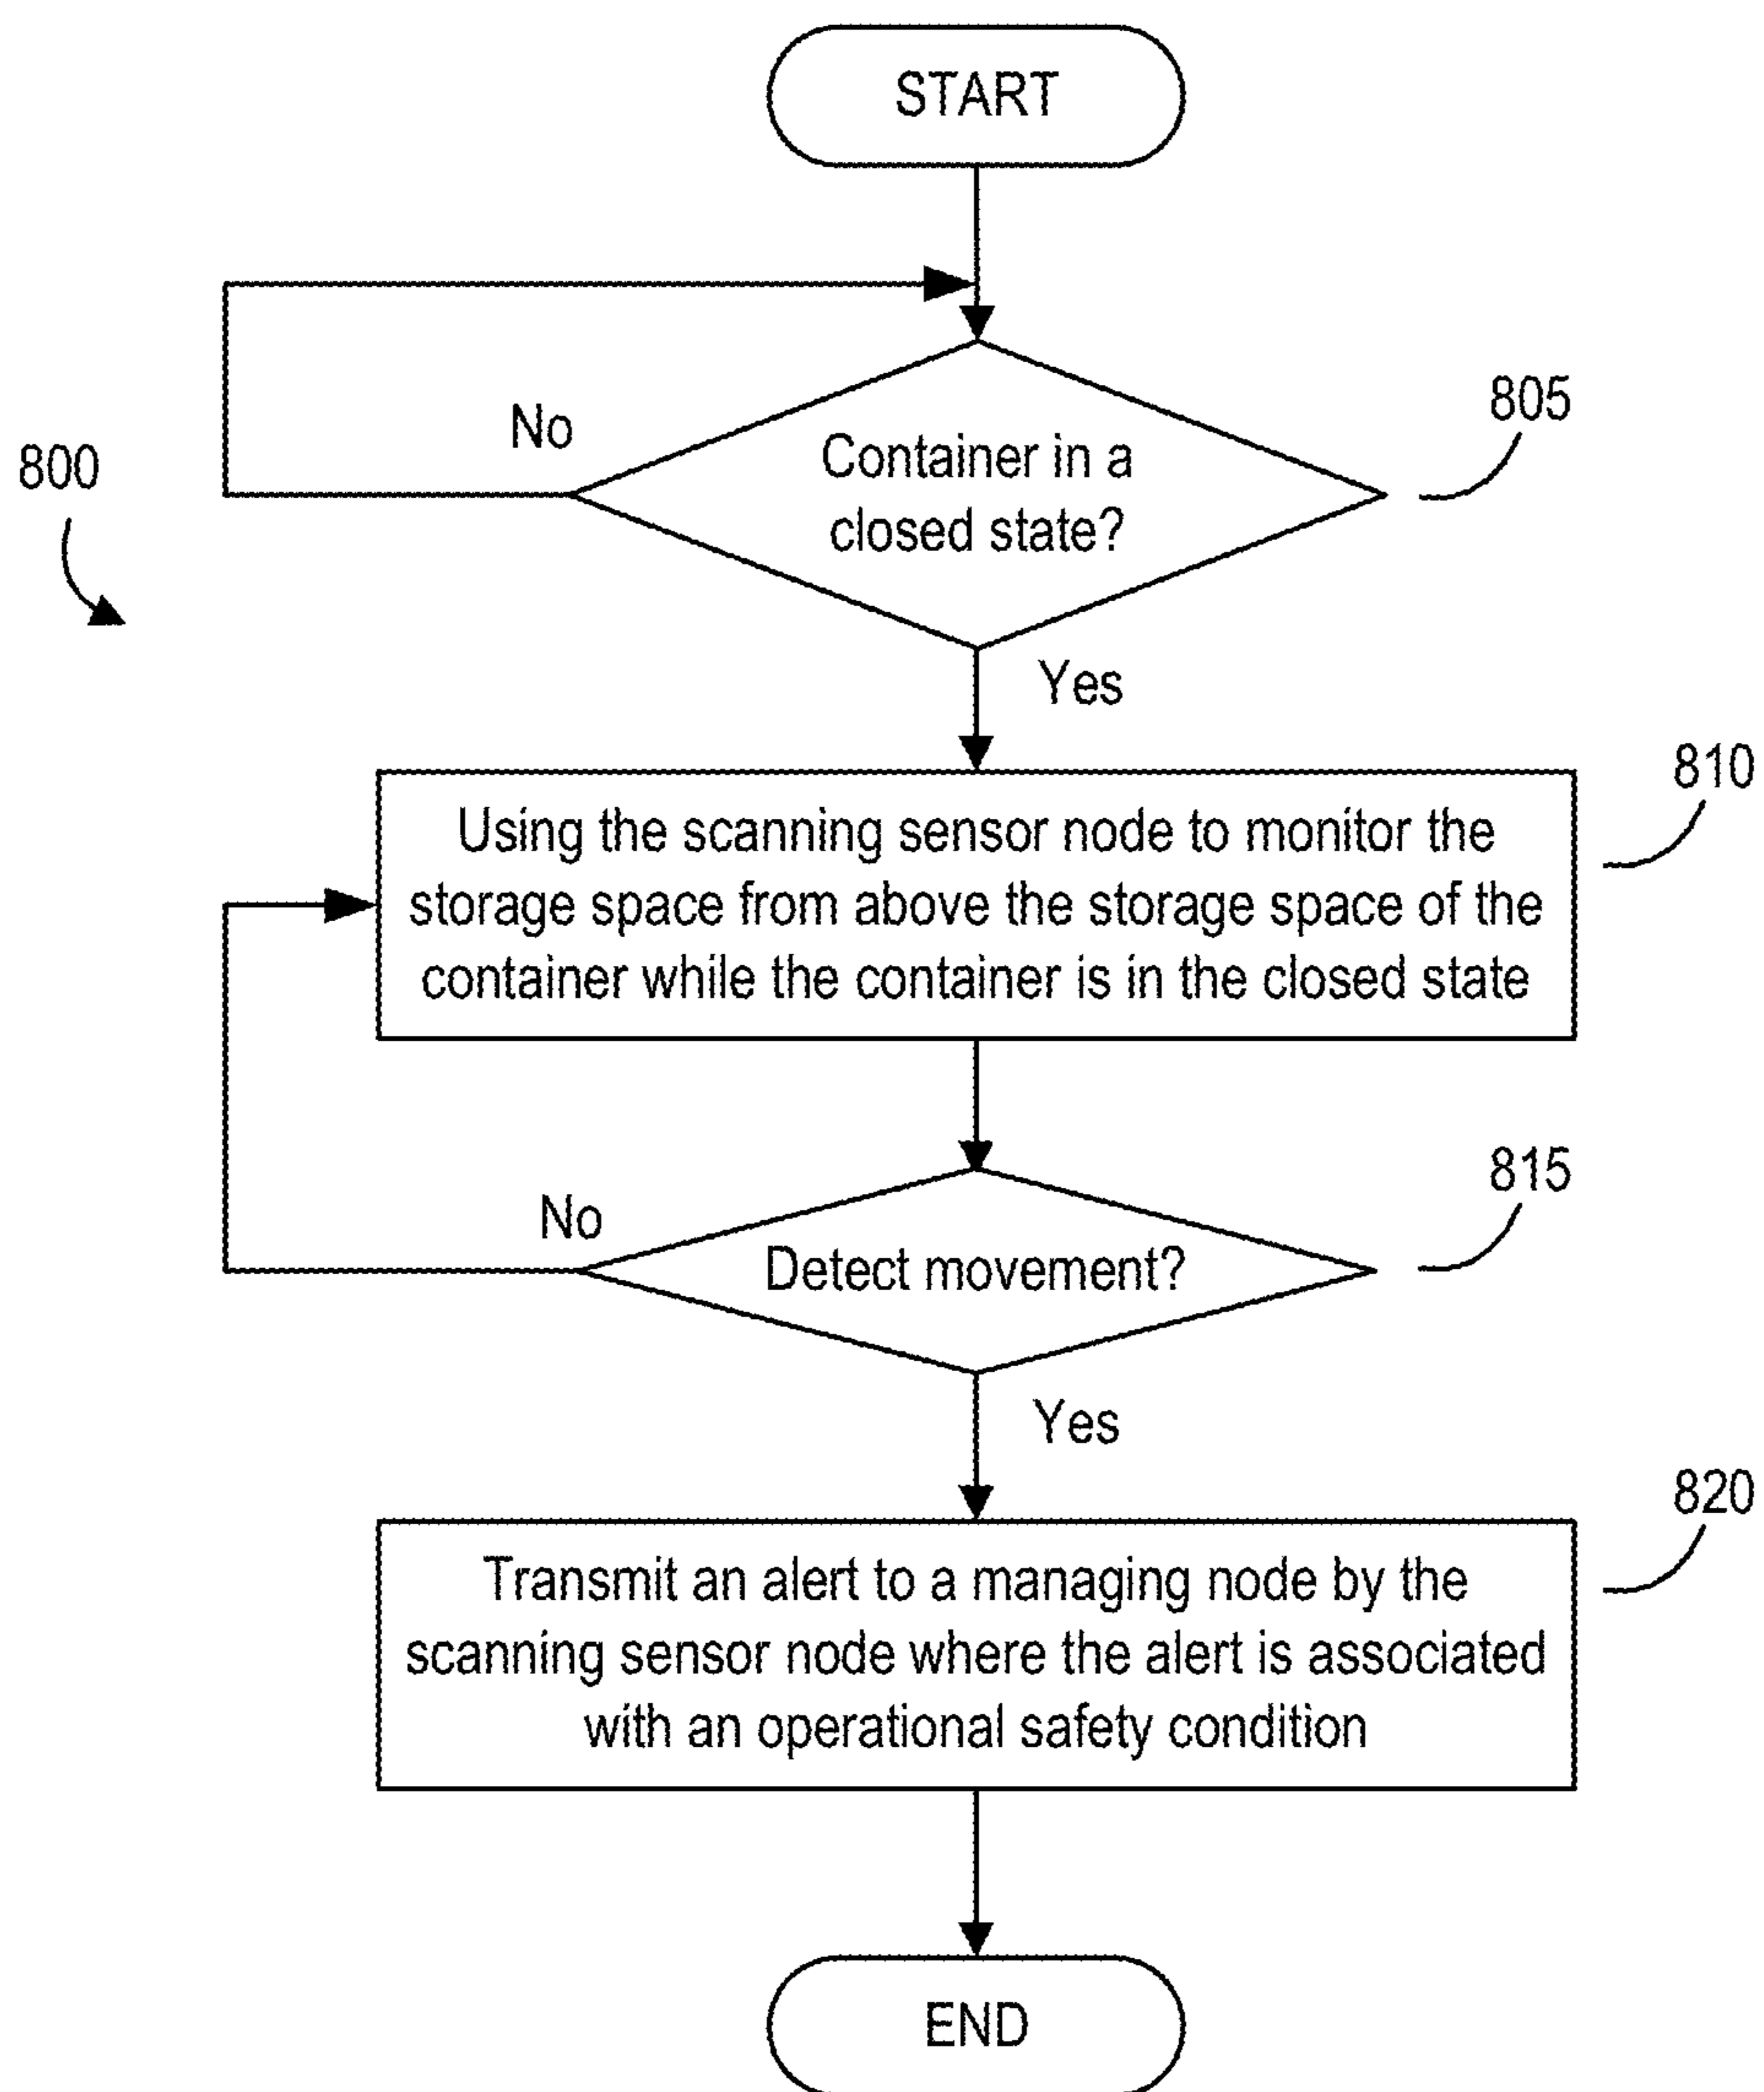 START
No
805
800
Container in a
closed state?
Yes
810
Using the scanning sensor node to monitor the
storage space from above the storage space of the
container while the container is in the closed state
815
No
Detect movement?
Yes
820
Transmit an alert to a managing node by the
scanning sensor node where the alert is associated
with an operational safety condition
END